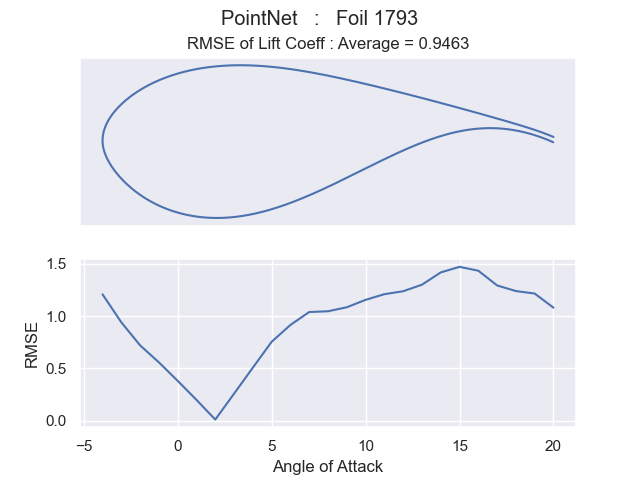 PointNet : Foil 1793
RMSE of Lift Coeff : Average = 0.9463
1.5
1.0
0.5
0.0
RMSE
−5 0 5 10 15 20
Angle of Attack